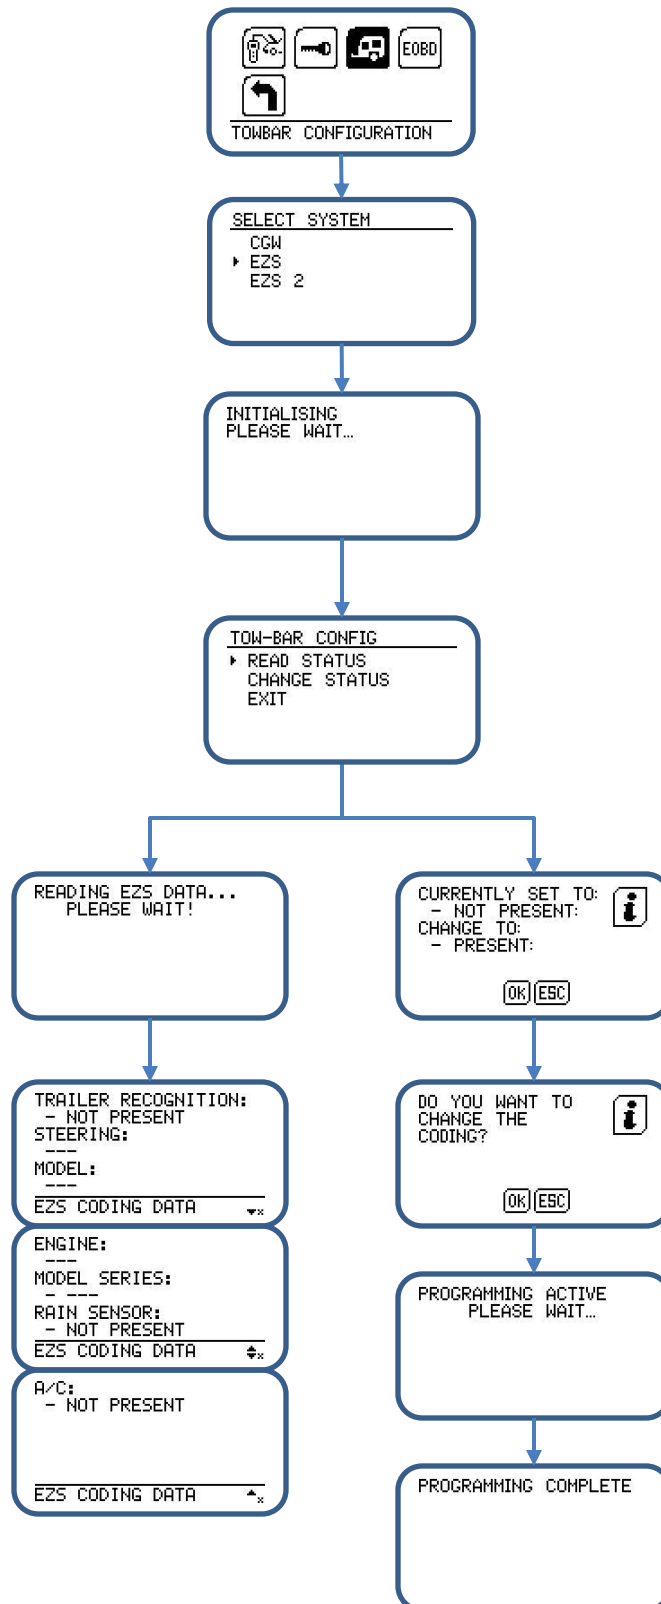 EOBD
TOWBAR CONFIGURATION
SELECT SYSTEM
CGW
EZS
EZS 2
INITIALISING
PLEASE WAIT...
TOW-BAR CONFIG
READ STATUS
CHANGE STATUS
EXIT
READING EZS DATA...
PLEASE WAIT!
TRAILER RECOGNITION:
- NOT PRESENT
STEERING:
---
MODEL:
---
EZS CODING DATA
ENGINE:
---
MODEL SERIES:
- ---
RAIN SENSOR:
- NOT PRESENT
EZS CODING DATA
A/C:
- NOT PRESENT
EZS CODING DATA
CURRENTLY SET TO:
- NOT PRESENT:
CHANGE TO:
- PRESENT:
i
OK ESC
DO YOU WANT TO
CHANGE THE
CODING?
i
OK ESC
PROGRAMMING ACTIVE
PLEASE WAIT...
PROGRAMMING COMPLETE